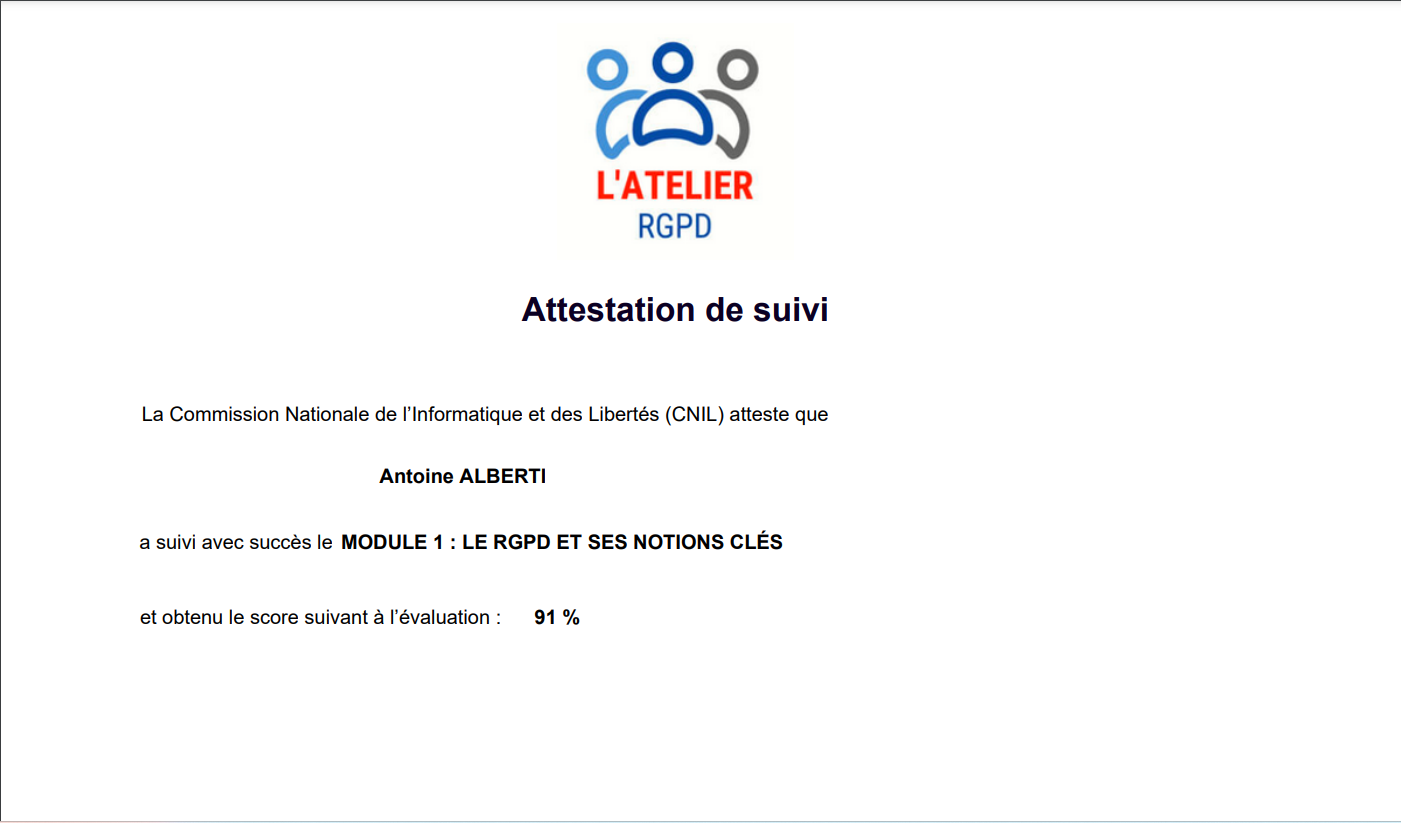 L'ATELIER
RGPD
Attestation de suivi
La Commission Nationale de l’Informatique et des Libertés (CNIL) atteste que
Antoine ALBERTI
a suivi avec succès le MODULE 1 : LE RGPD ET SES NOTIONS CLÉS
et obtenu le score suivant à l’évaluation : 91 %